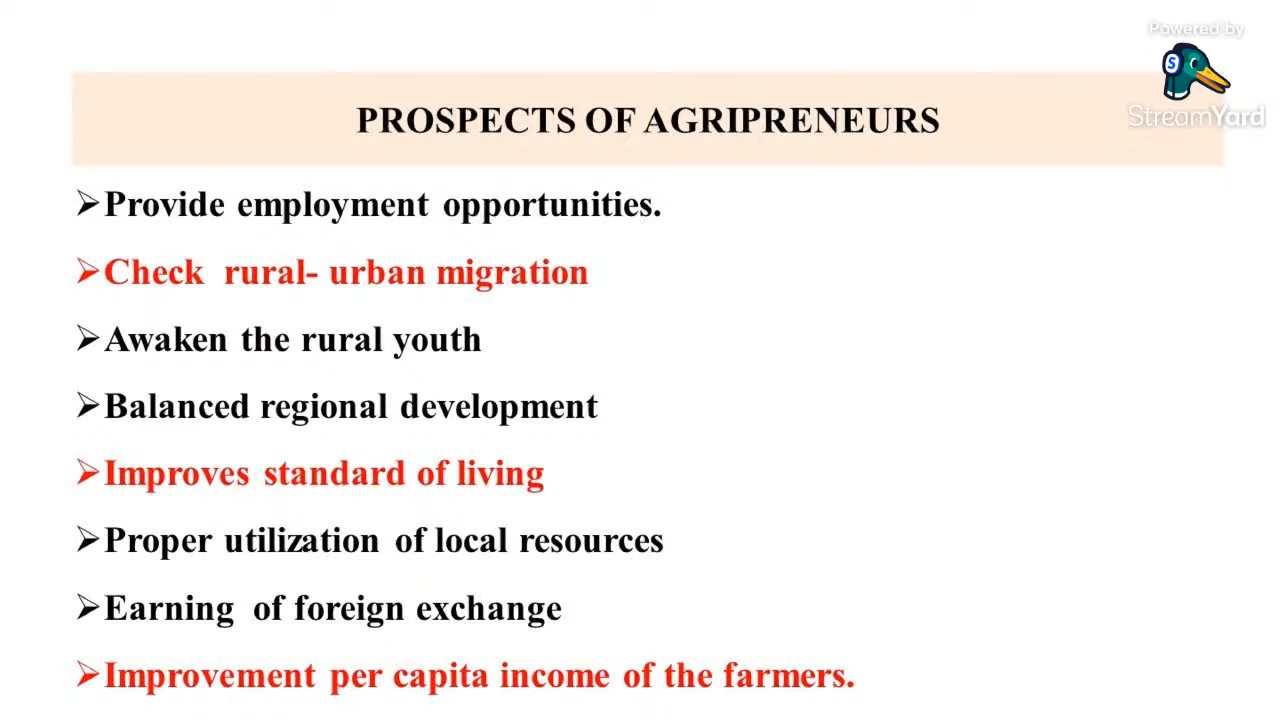 Powered by
S
StreamYard
PROSPECTS OF AGRIPRENEURS
➢Provide employment opportunities.
➢Check rural- urban migration
➢Awaken the rural youth
➢Balanced regional development
➢Improves standard of living
➢Proper utilization of local resources
➢Earning of foreign exchange
➢Improvement per capita income of the farmers.